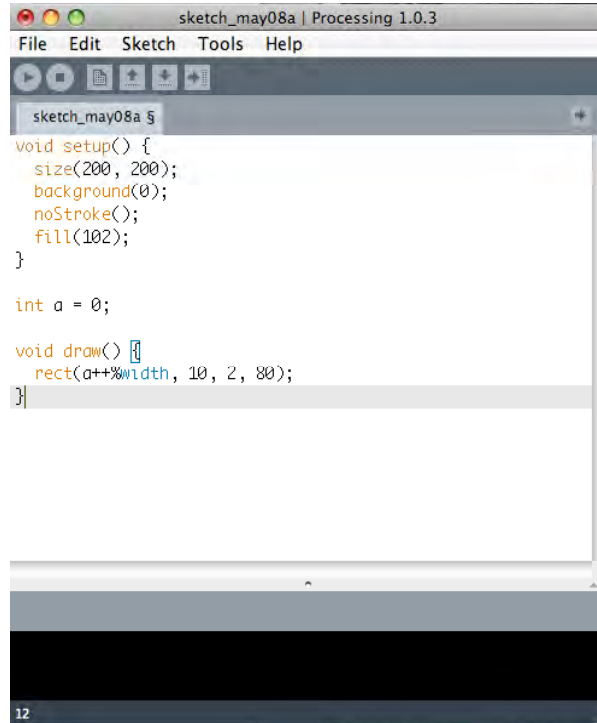 sketch_may08a | Processing 1.0.3
File Edit Sketch Tools Help
sketch_may08a §
void setup() {
  size(200, 200);
  background(0);
  noStroke();
  fill(102);
}

int a = 0;

void draw() {
  rect(a++%width, 10, 2, 80);
}
12